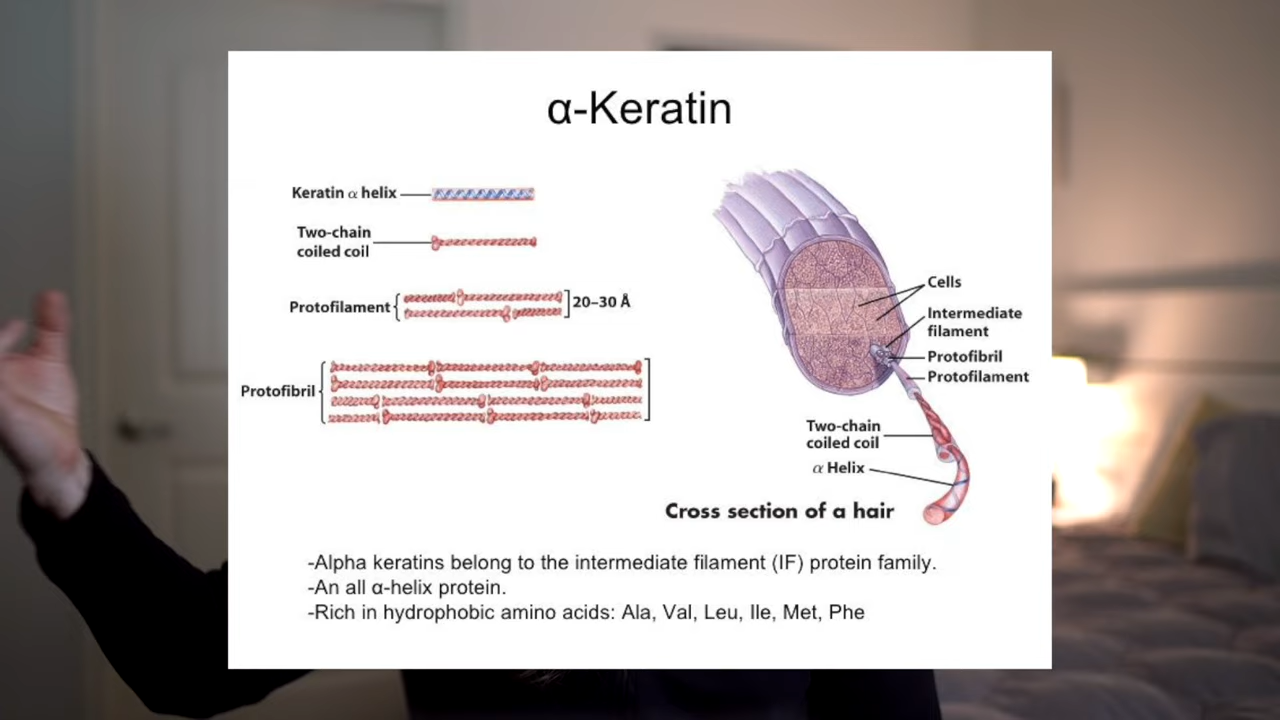 α-Keratin
Keratin α helix
Two-chain
coiled coil
Protofilament
20–30 Å
Protofibril
Cells
Intermediate
filament
Protofibril
Protofilament
Two-chain
coiled coil
α Helix
Cross section of a hair
-Alpha keratins belong to the intermediate filament (IF) protein family.
-An all α-helix protein.
-Rich in hydrophobic amino acids: Ala, Val, Leu, Ile, Met, Phe